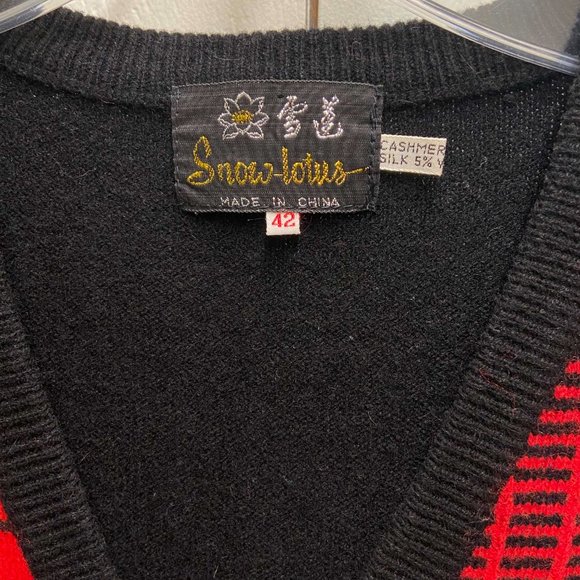 雪莲
Snow-lotus
MADE IN CHINA
42
CASHMER
SILK 5%